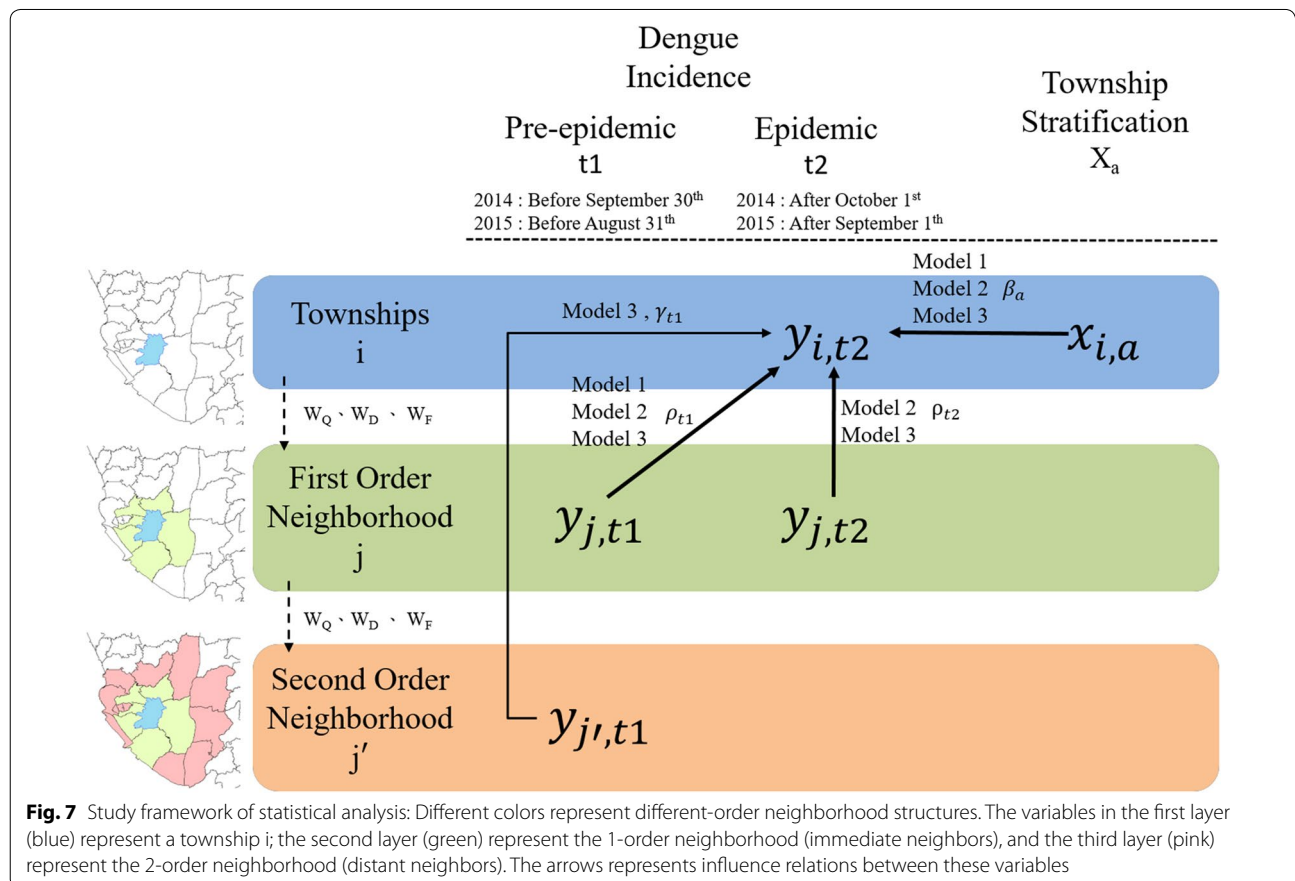 Dengue
Incidence
Township
Stratification
Xₐ
Pre-epidemic
t1
Epidemic
t2
2014 : Before September 30ᵗʰ
2015 : Before August 31ᵗʰ
2014 : After October 1ˢᵗ
2015 : After September 1ᵗʰ
Townships
i
Model 3 , γₜ₁
yᵢ,ₜ₂
Model 1
Model 2 βₐ
Model 3
xᵢ,ₐ
W_Q、W_D、W_F
Model 1
Model 2 ρₜ₁
Model 3
Model 2 ρₜ₂
Model 3
First Order
Neighborhood
j
yⱼ,ₜ₁
yⱼ,ₜ₂
W_Q、W_D、W_F
Second Order
Neighborhood
j'
yⱼ′,ₜ₁
Fig. 7 Study framework of statistical analysis: Different colors represent different-order neighborhood structures. The variables in the first layer
(blue) represent a township i; the second layer (green) represent the 1-order neighborhood (immediate neighbors), and the third layer (pink)
represent the 2-order neighborhood (distant neighbors). The arrows represents influence relations between these variables